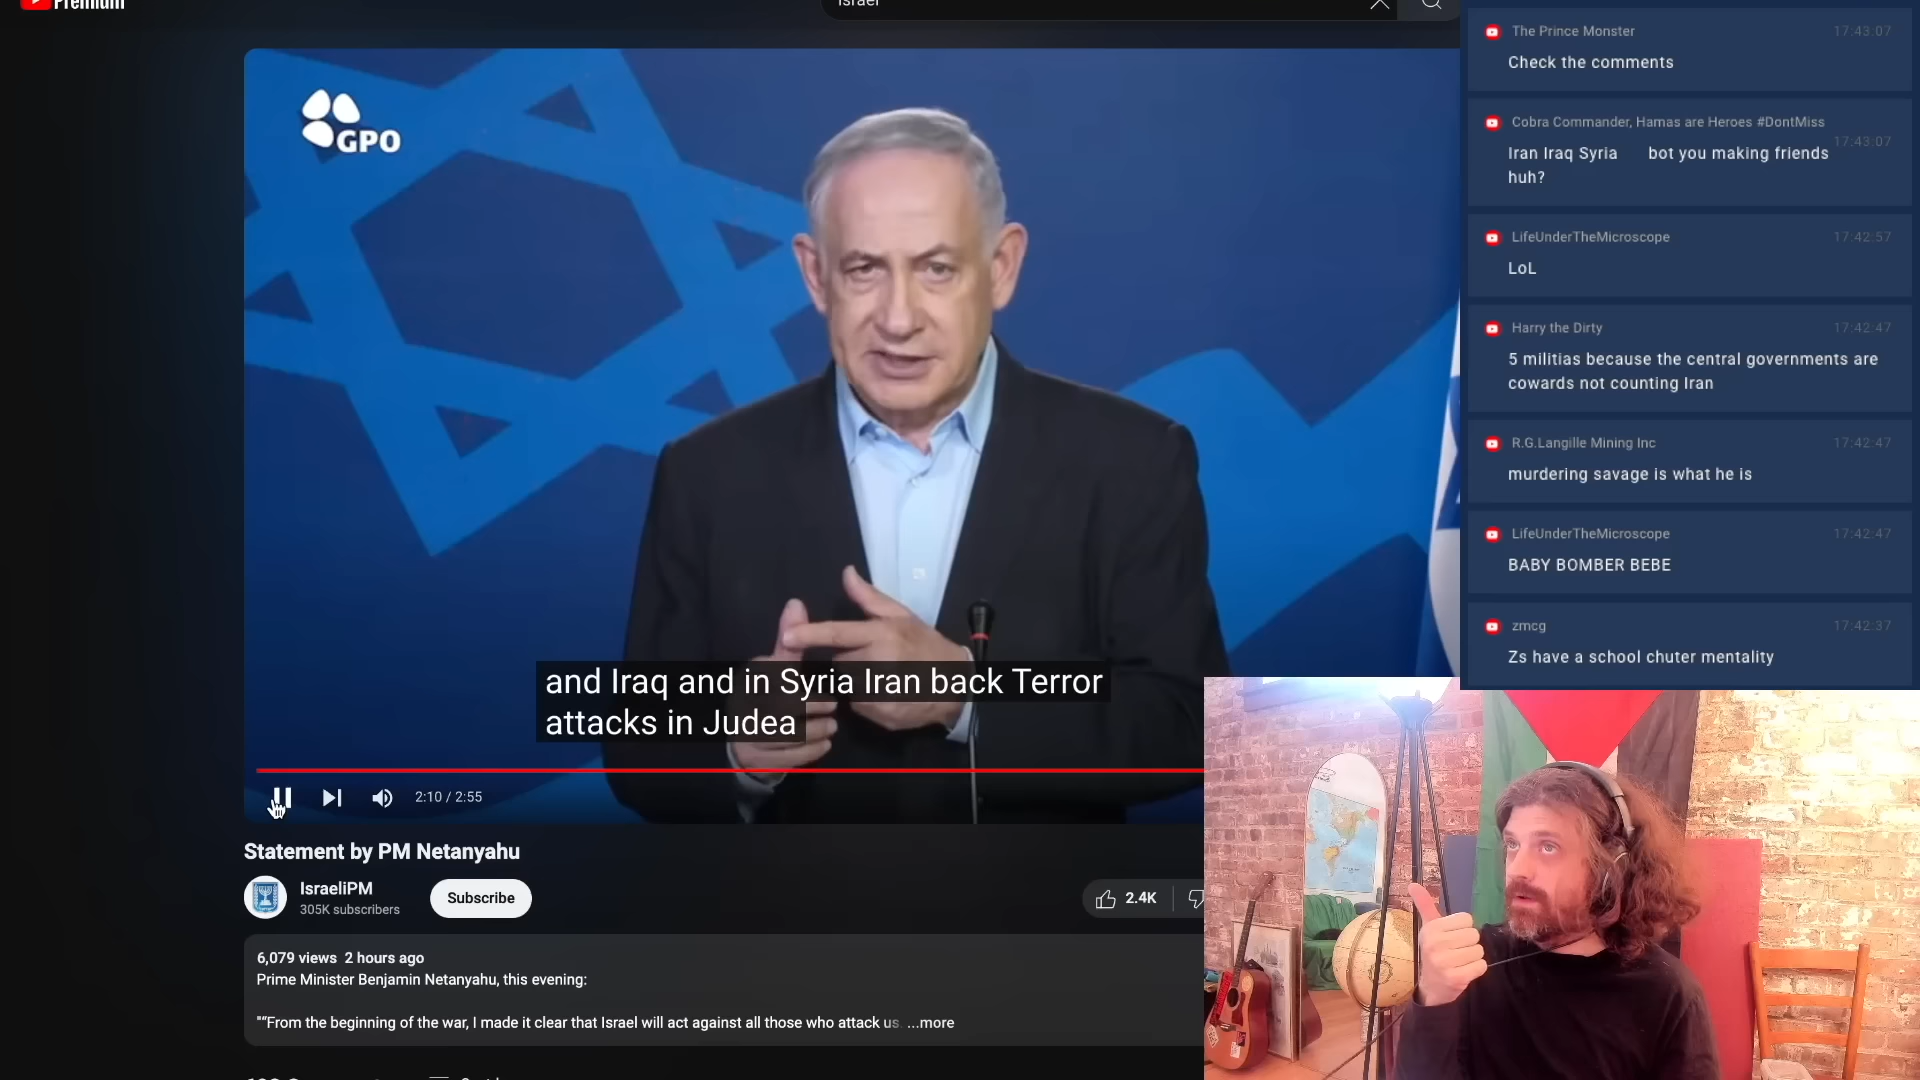 Premium
Israel
GPO
and Iraq and in Syria Iran back Terror
attacks in Judea
2:10 / 2:55
Statement by PM Netanyahu
IsraeliPM
305K subscribers
Subscribe
2.4K
6,079 views 2 hours ago
Prime Minister Benjamin Netanyahu, this evening:
"“From the beginning of the war, I made it clear that Israel will act against all those who attack us. ...more
The Prince Monster 17:43:07
Check the comments
Cobra Commander, Hamas are Heroes #DontMiss
17:43:07
Iran Iraq Syria bot you making friends
huh?
LifeUnderTheMicroscope 17:42:57
LoL
Harry the Dirty 17:42:47
5 militias because the central governments are
cowards not counting Iran
R.G.Langille Mining Inc 17:42:47
murdering savage is what he is
LifeUnderTheMicroscope 17:42:47
BABY BOMBER BEBE
zmcg 17:42:37
Zs have a school chuter mentality